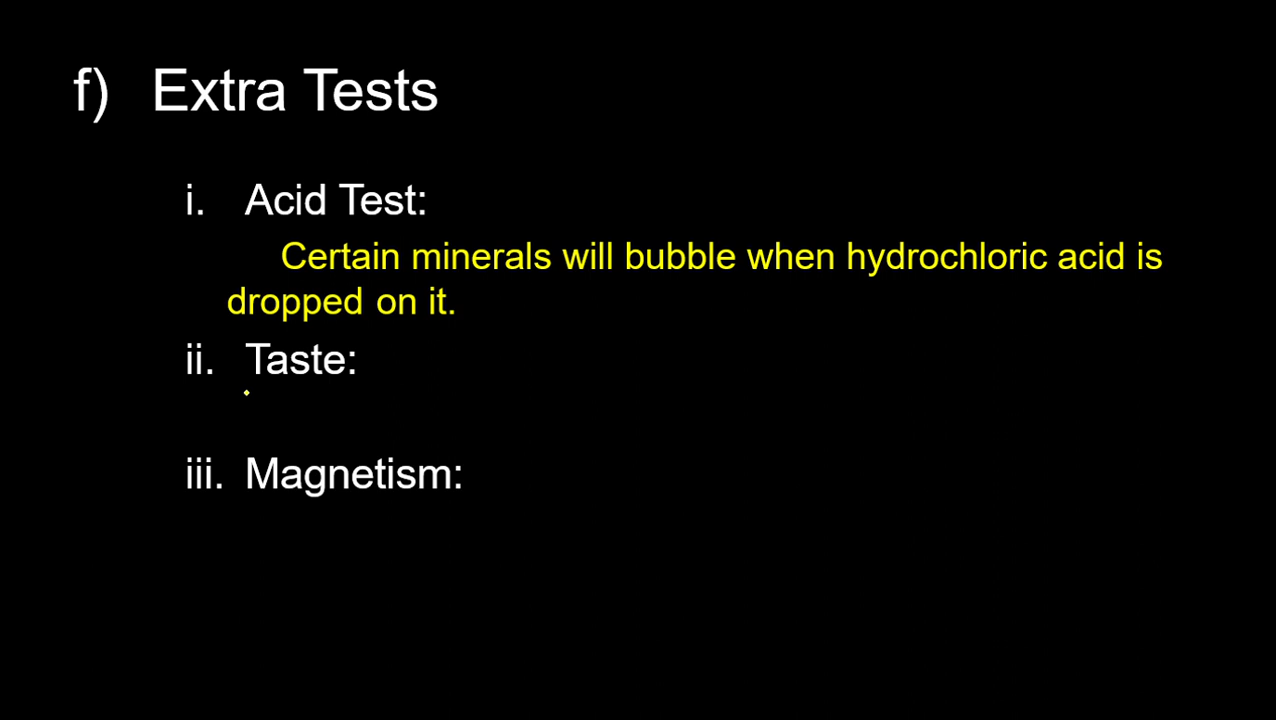 f) Extra Tests
i. Acid Test:
Certain minerals will bubble when hydrochloric acid is
dropped on it.
ii. Taste:
iii. Magnetism: